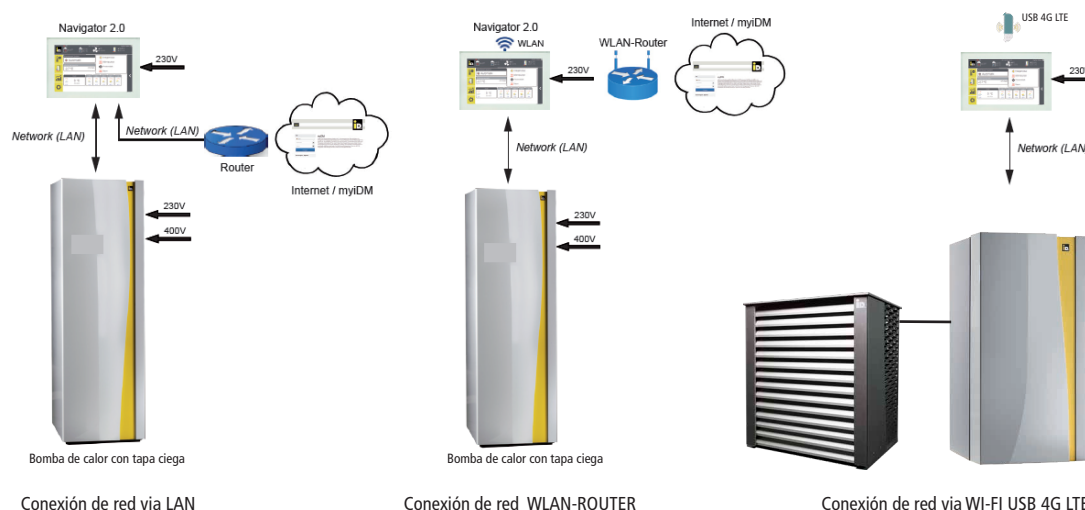 Navigator 2.0
230V
Network (LAN)
Network (LAN)
Router
Internet / myiDM
230V
400V
Bomba de calor con tapa ciega
Conexión de red via LAN
Navigator 2.0
WLAN
230V
WLAN-Router
Internet / myiDM
Network (LAN)
230V
400V
Bomba de calor con tapa ciega
Conexión de red WLAN-ROUTER
USB 4G LTE
Network (LAN
Conexión de red via WI-FI USB 4G LTE